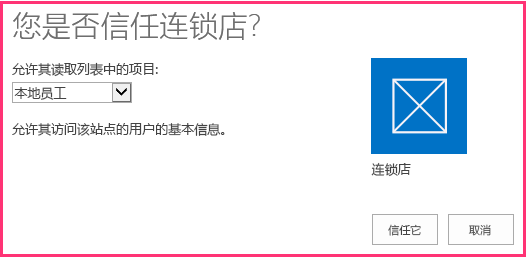 您是否信任连锁店?
允许其读取列表中的项目:
本地员工
允许其访问该站点的用户的基本信息。
连锁店
信任它
取消